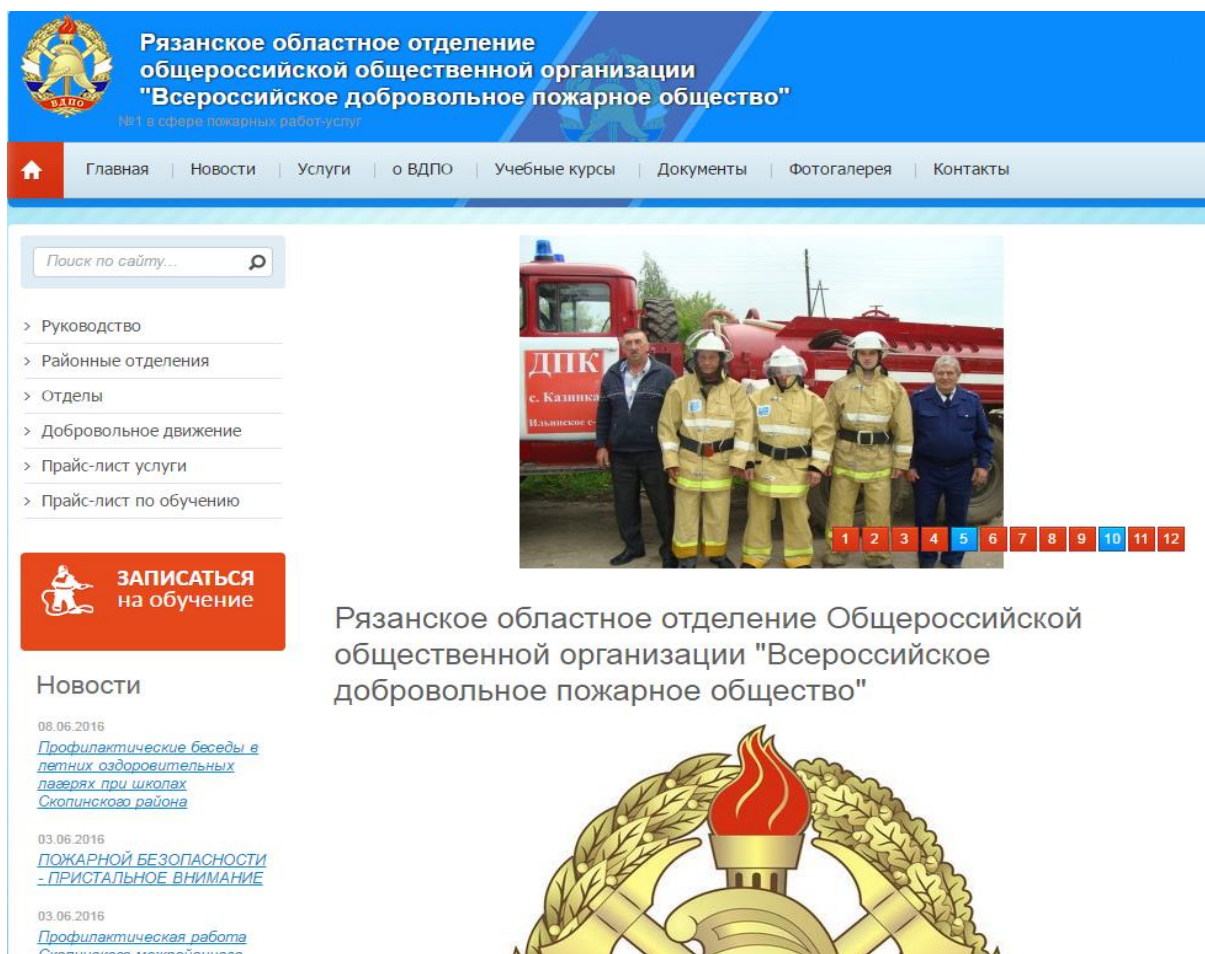 Рязанское областное отделение
общероссийской общественной организации
"Всероссийское добровольное пожарное общество"
№1 в сфере пожарных работ-услуг
ВДПО
Главная
Новости
Услуги
о ВДПО
Учебные курсы
Документы
Фотогалерея
Контакты
Поиск по сайту...
> Руководство
> Районные отделения
> Отделы
> Добровольное движение
> Прайс-лист услуги
> Прайс-лист по обучению
ЗАПИСАТЬСЯ
на обучение
Новости
08.06.2016
Профилактические беседы в
летних оздоровительных
лагерях при школах
Скопинского района
03.06.2016
ПОЖАРНОЙ БЕЗОПАСНОСТИ
- ПРИСТАЛЬНОЕ ВНИМАНИЕ
03.06.2016
Профилактическая работа
Скопинского межрайонного
ДПК
с. Казинка
Ильинское с-
1 2 3 4 5 6 7 8 9 10 11 12
Рязанское областное отделение Общероссийской
общественной организации "Всероссийское
добровольное пожарное общество"